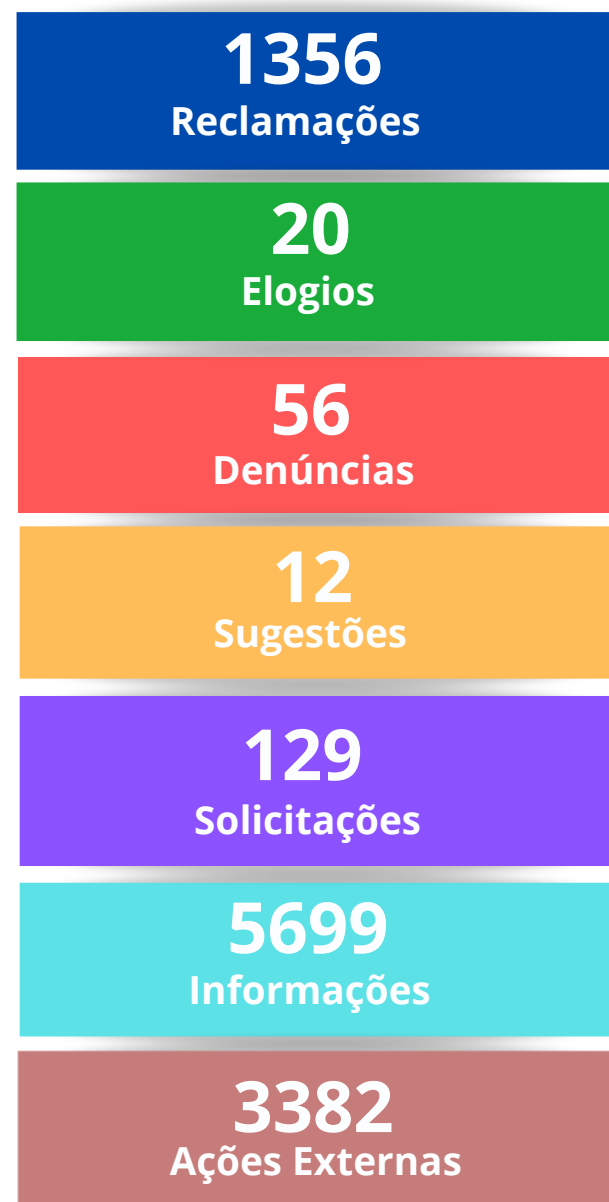 1356
Reclamações
20
Elogios
56
Denúncias
12
Sugestões
129
Solicitações
5699
Informações
3382
Ações Externas